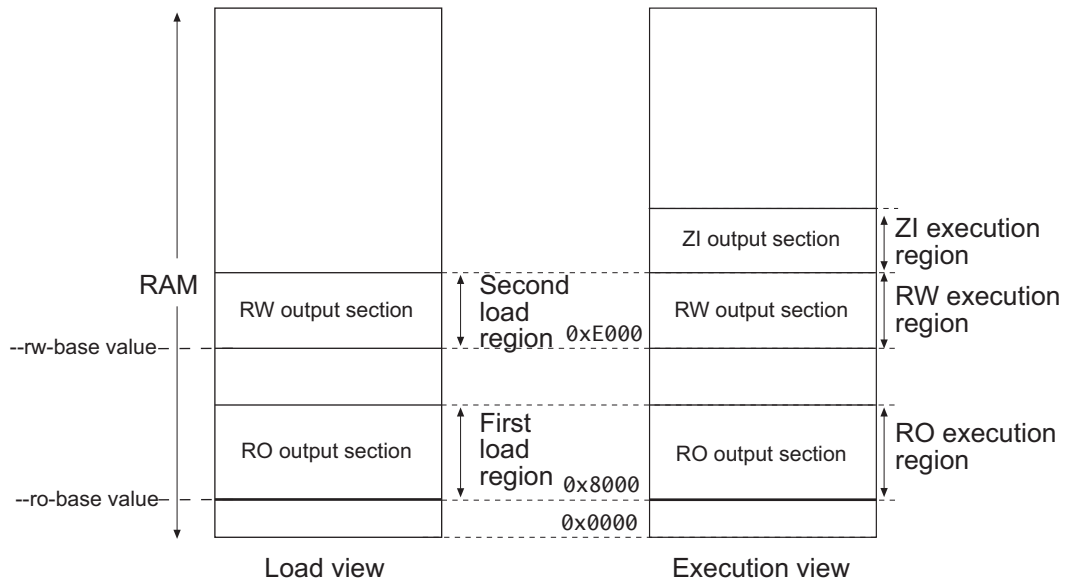 ZI output section
ZI execution
region
RAM
RW output section
Second
load
region
0xE000
RW output section
RW execution
region
--rw-base value
RO output section
First
load
region
0x8000
RO output section
RO execution
region
--ro-base value
0x0000
Load view
Execution view